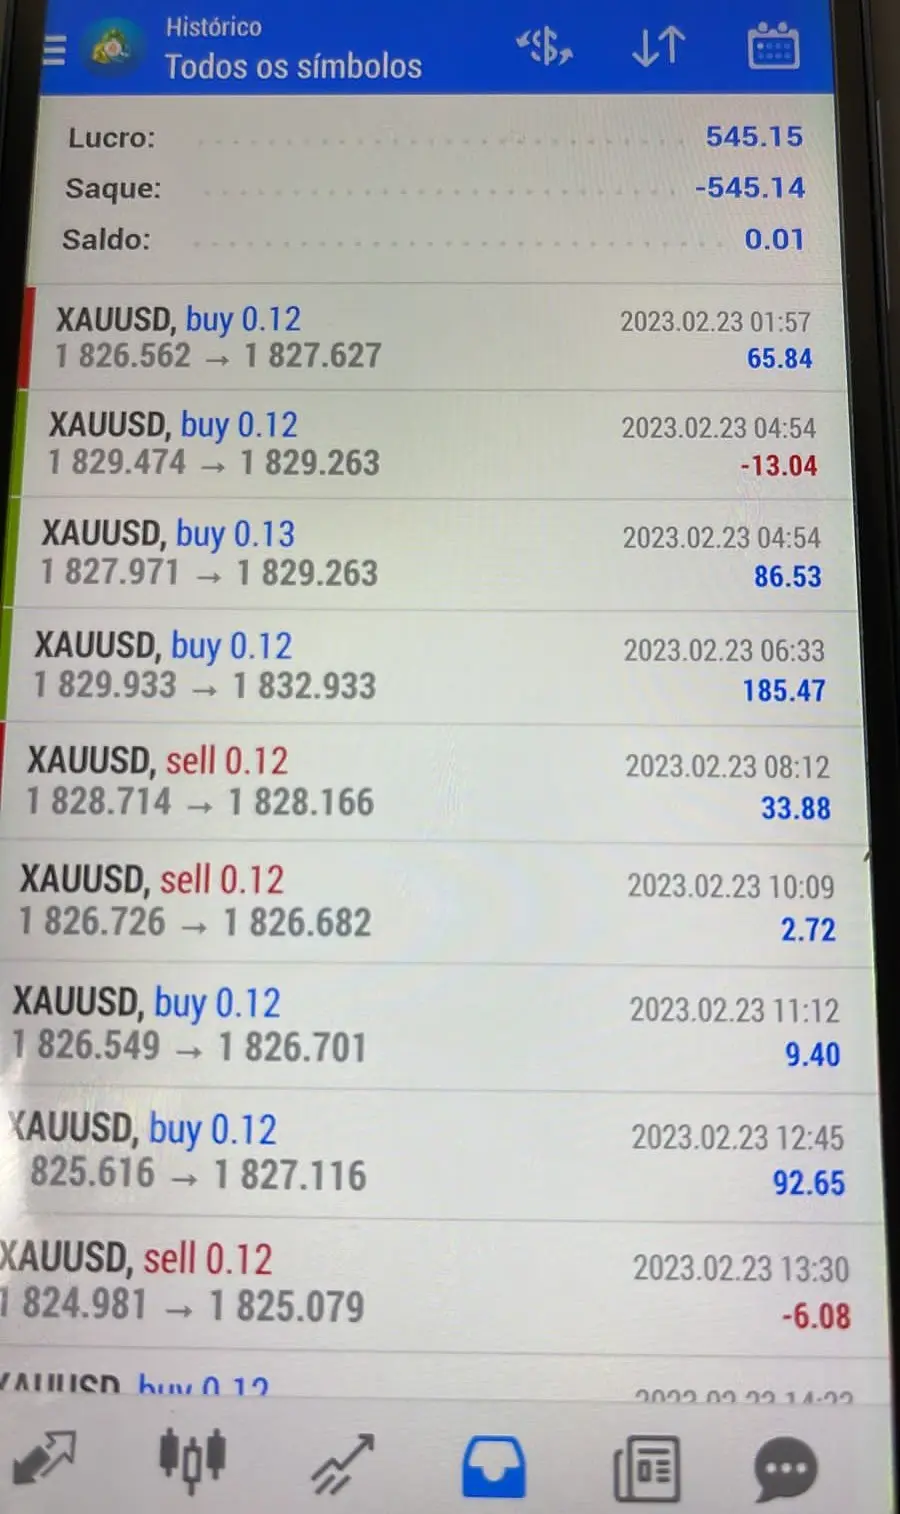 Histórico
Todos os símbolos
Lucro: 545.15
Saque: -545.14
Saldo: 0.01
XAUUSD, buy 0.12 2023.02.23 01:57
1 826.562 → 1 827.627 65.84
XAUUSD, buy 0.12 2023.02.23 04:54
1 829.474 → 1 829.263 -13.04
XAUUSD, buy 0.13 2023.02.23 04:54
1 827.971 → 1 829.263 86.53
XAUUSD, buy 0.12 2023.02.23 06:33
1 829.933 → 1 832.933 185.47
XAUUSD, sell 0.12 2023.02.23 08:12
1 828.714 → 1 828.166 33.88
XAUUSD, sell 0.12 2023.02.23 10:09
1 826.726 → 1 826.682 2.72
XAUUSD, buy 0.12 2023.02.23 11:12
1 826.549 → 1 826.701 9.40
XAUUSD, buy 0.12 2023.02.23 12:45
825.616 → 1 827.116 92.65
XAUUSD, sell 0.12 2023.02.23 13:30
1 824.981 → 1 825.079 -6.08
XAUUSD, buy 0.12